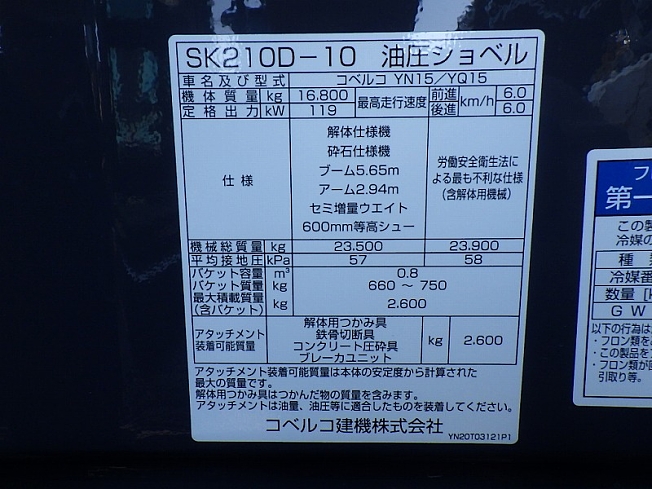 SK210D-10 油圧ショベル
車名及び型式 コベルコ YN15/YQ15
機体質量 kg 16.800 最高走行速度 前進 km/h 6.0
定格出力 kW 119 後進 6.0
仕様
解体仕様機
砕石仕様機
ブーム5.65m
アーム2.94m
セミ増量ウエイト
600mm等高シュー
労働安全衛生法に
よる最も不利な仕様
(含解体用機械)
機械総質量 kg 23.500 23.900
平均接地圧 kPa 57 58
バケット容量 m³ 0.8
バケット質量 kg 660 ~ 750
最大積載質量 kg 2.600
(含バケット)
アタッチメント
装着可能質量
解体用つかみ具
鉄骨切断具
コンクリート圧砕具
ブレーカユニット
kg 2.600
アタッチメント装着可能質量は本体の安定度から計算された
最大の質量です。
解体用つかみ具はつかんだ物の質量を含みます。
アタッチメントは油量、油圧等に適合したものを装着してください。
コベルコ建機株式会社
YN20T03121P1
フ
第一
この製
冷媒の
種 類
冷媒番
数量 [k
GW
以下の行為は
・フロン類をみ
・この製品を
・フロン類が
引取り等。